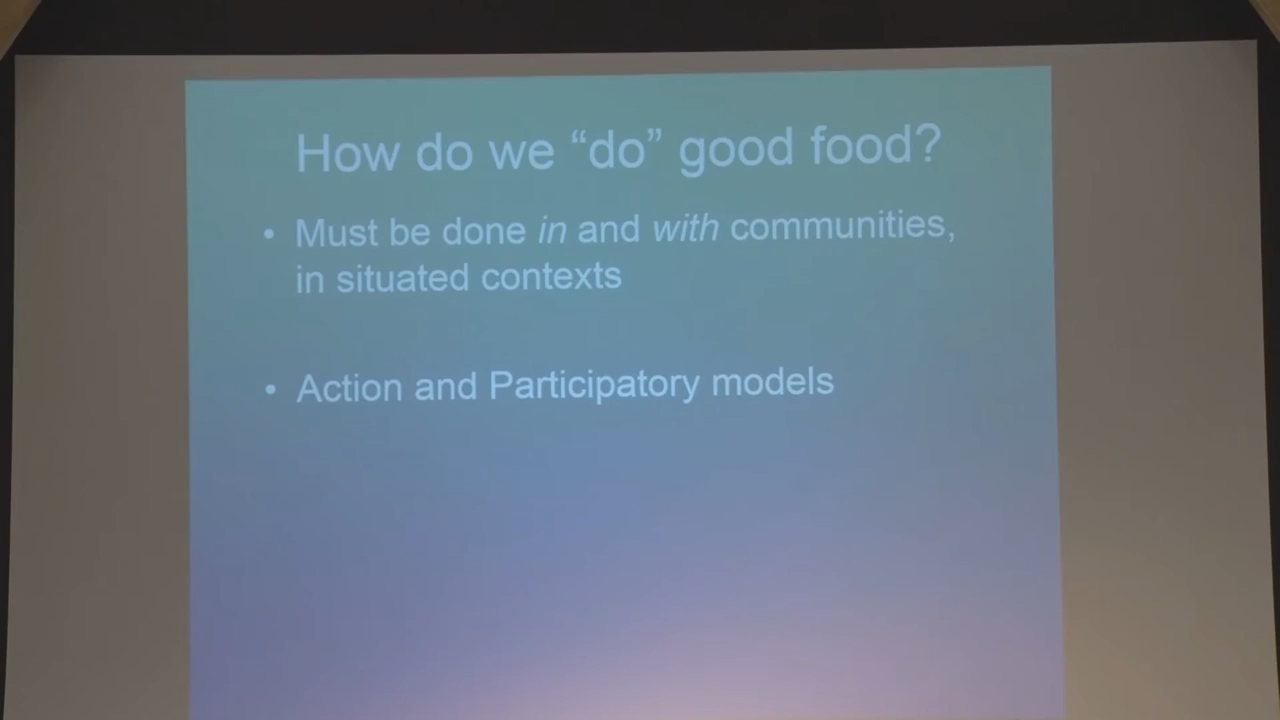 How do we “do” good food?
• Must be done in and with communities,
in situated contexts
• Action and Participatory models